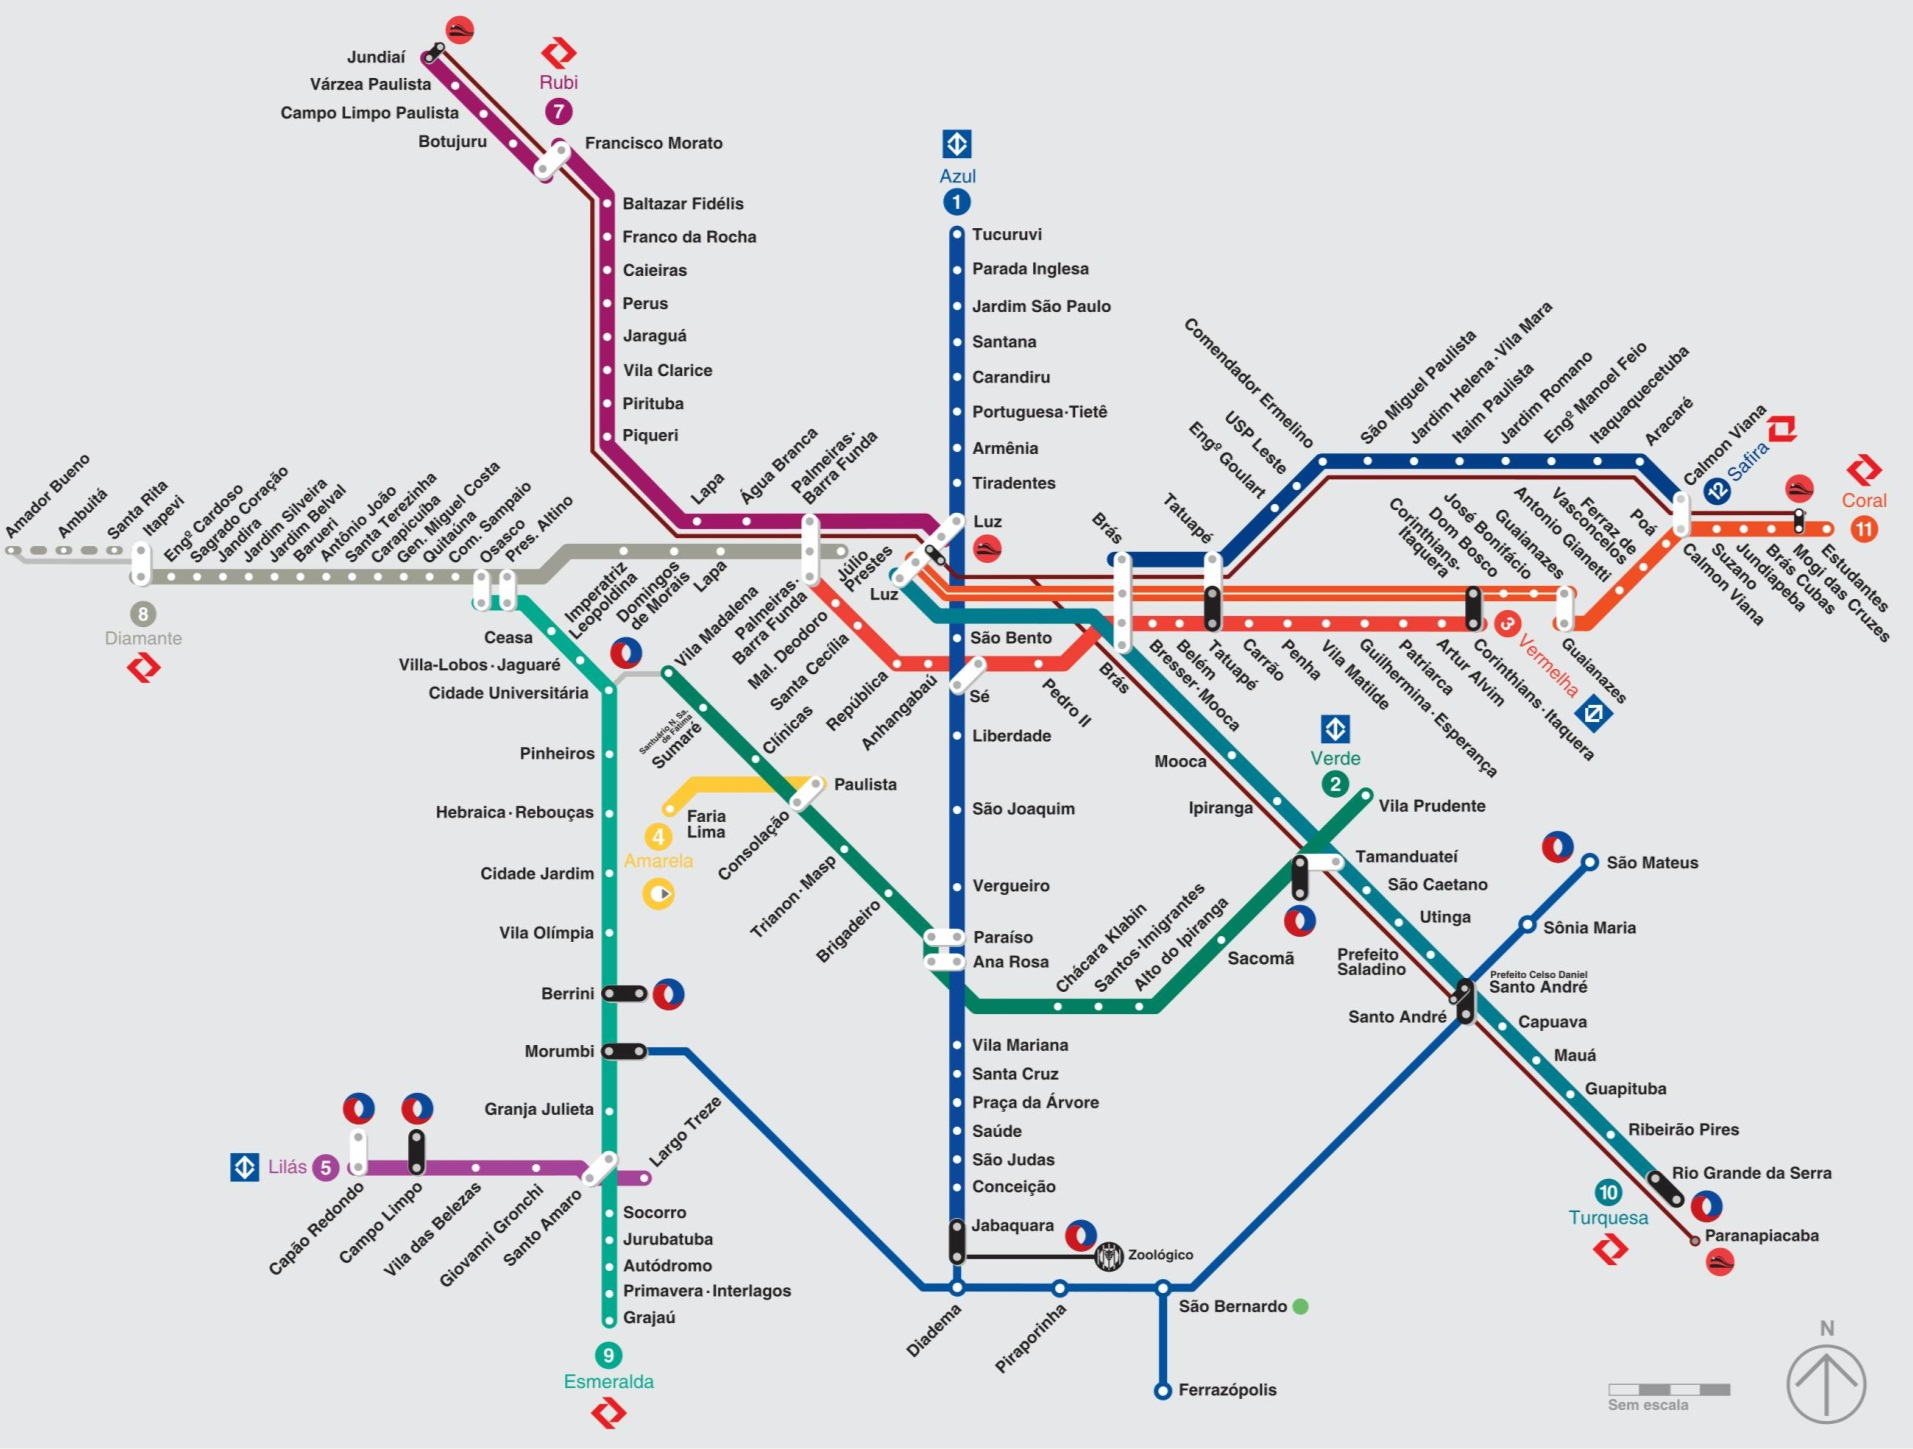 Jundiaí
Várzea Paulista
Campo Limpo Paulista
Botujuru
Rubi
7
Francisco Morato
Baltazar Fidélis
Franco da Rocha
Caieiras
Perus
Jaraguá
Vila Clarice
Pirituba
Piqueri
Lapa
Água Branca
Palmeiras·
Barra Funda
Azul
1
Tucuruvi
Parada Inglesa
Jardim São Paulo
Santana
Carandiru
Portuguesa·Tietê
Armênia
Tiradentes
Luz
Amador Bueno
Ambuitá
Santa Rita
Itapevi
Engº Cardoso
Sagrado Coração
Jandira
Jardim Silveira
Jardim Belval
Barueri
Antônio João
Santa Terezinha
Carapicuíba
Gen. Miguel Costa
Quitaúna
Com. Sampaio
Osasco
Pres. Altino
Imperatriz
Leopoldina
Domingos
de Morais
Lapa
Júlio
Prestes
8
Diamante
Brás
Tatuapé
Engº Goulart
USP Leste
Comendador Ermelino
São Miguel Paulista
Jardim Helena·Vila Mara
Itaim Paulista
Jardim Romano
Engº Manoel Feio
Itaquaquecetuba
Aracaré
Calmon Viana
12
Safira
Coral
11
Corinthians·
Itaquera
Dom Bosco
José Bonifácio
Guaianazes
Antonio Gianetti
Ferraz de
Vasconcelos
Poá
Calmon Viana
Suzano
Jundiapeba
Brás Cubas
Mogi das Cruzes
Estudantes
Luz
São Bento
Palmeiras·
Barra Funda
Mal. Deodoro
Santa Cecília
República
Anhangabaú
Sé
Pedro II
Brás
Bresser·Mooca
Belém
Tatuapé
Carrão
Penha
Vila Matilde
Guilhermina·Esperança
Patriarca
Artur Alvim
Corinthians·Itaquera
3
Vermelha
Guaianazes
Ceasa
Villa-Lobos·Jaguaré
Cidade Universitária
Pinheiros
Hebraica·Rebouças
Cidade Jardim
Vila Olímpia
Berrini
Morumbi
Granja Julieta
Socorro
Jurubatuba
Autódromo
Primavera·Interlagos
Grajaú
9
Esmeralda
Vila Madalena
Santuário N. Sa.
de Fátima
Sumaré
Clínicas
Consolação
Trianon·Masp
Brigadeiro
Paulista
Faria
Lima
4
Amarela
Liberdade
São Joaquim
Vergueiro
Paraíso
Ana Rosa
Vila Mariana
Santa Cruz
Praça da Árvore
Saúde
São Judas
Conceição
Jabaquara
Zoológico
Chácara Klabin
Santos·Imigrantes
Alto do Ipiranga
Sacomã
Verde
2
Vila Prudente
Mooca
Ipiranga
Tamanduateí
São Caetano
Utinga
Prefeito
Saladino
Prefeito Celso Daniel
Santo André
Santo André
Capuava
Mauá
Guapituba
Ribeirão Pires
Rio Grande da Serra
10
Turquesa
Paranapiacaba
São Mateus
Sônia Maria
Lilás
5
Capão Redondo
Campo Limpo
Vila das Belezas
Giovanni Gronchi
Santo Amaro
Largo Treze
Diadema
Piraporinha
São Bernardo
Ferrazópolis
N
Sem escala